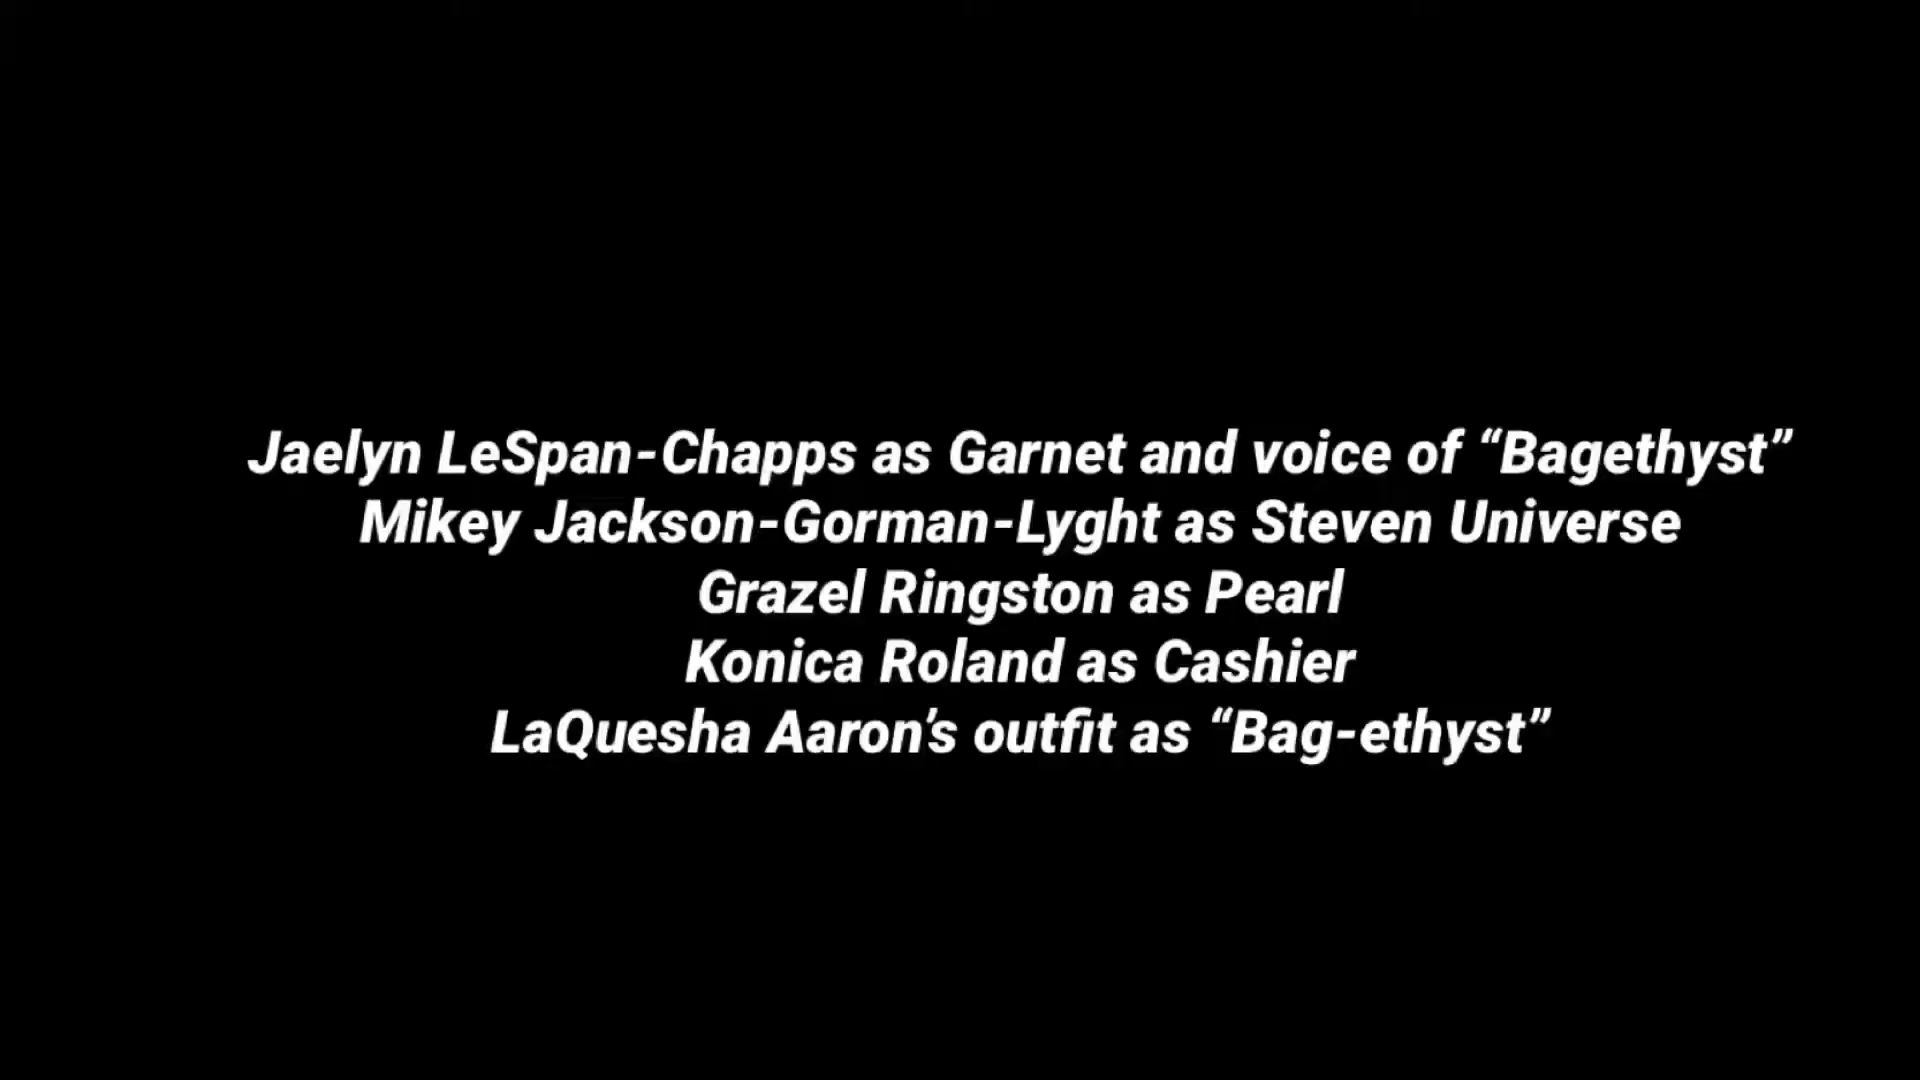 Jaelyn LeSpan-Chapps as Garnet and voice of “Bagethyst”
Mikey Jackson-Gorman-Lyght as Steven Universe
Grazel Ringston as Pearl
Konica Roland as Cashier
LaQuesha Aaron’s outfit as “Bag-ethyst”